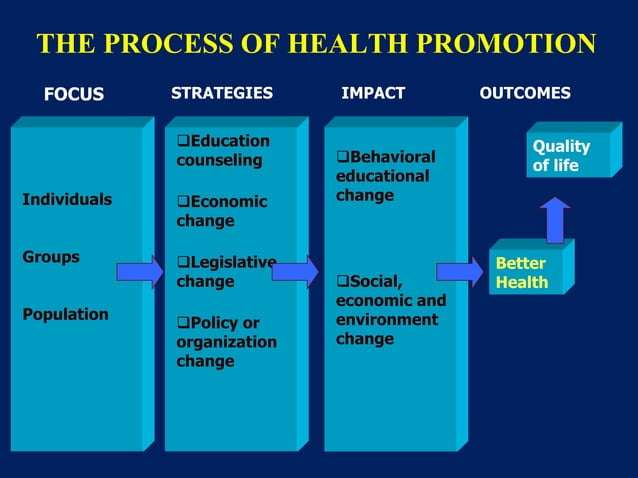 THE PROCESS OF HEALTH PROMOTION
FOCUS
STRATEGIES
IMPACT
OUTCOMES
Individuals
Groups
Population
❑Education
counseling
❑Economic
change
❑Legislative
change
❑Policy or
organization
change
❑Behavioral
educational
change
❑Social,
economic and
environment
change
Quality
of life
Better
Health